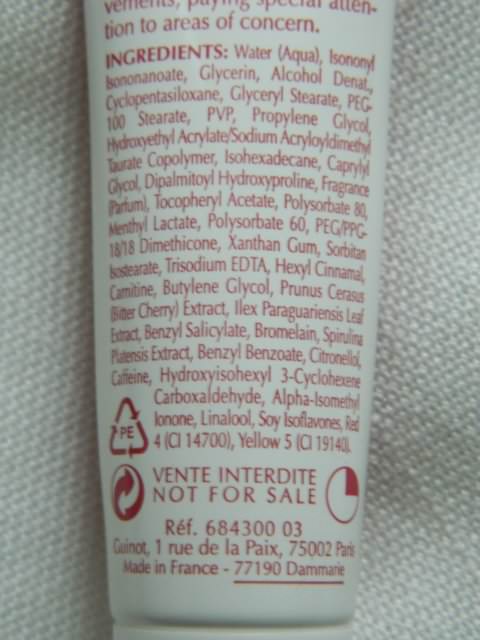 vements, paying special atten-
tion to areas of concern.
INGREDIENTS: Water (Aqua), Isononyl
Isononanoate, Glycerin, Alcohol Denat.,
Cyclopentasiloxane, Glyceryl Stearate, PEG-
100 Stearate, PVP, Propylene Glycol,
Hydroxyethyl Acrylate/Sodium Acryloyldimethyl
Taurate Copolymer, Isohexadecane, Caprylyl
Glycol, Dipalmitoyl Hydroxyproline, Fragrance
(Parfum), Tocopheryl Acetate, Polysorbate 80,
Menthyl Lactate, Polysorbate 60, PEG/PPG-
18/18 Dimethicone, Xanthan Gum, Sorbitan
Isostearate, Trisodium EDTA, Hexyl Cinnamal,
Carnitine, Butylene Glycol, Prunus Cerasus
(Bitter Cherry) Extract, Ilex Paraguariensis Leaf
Extract, Benzyl Salicylate, Bromelain, Spirulina
Platensis Extract, Benzyl Benzoate, Citronellol,
Caffeine, Hydroxyisohexyl 3-Cyclohexene
Carboxaldehyde, Alpha-Isomethyl
Ionone, Linalool, Soy Isoflavones, Red
4 (CI 14700), Yellow 5 (CI 19140).
PE
VENTE INTERDITE
NOT FOR SALE
Réf. 684300 03
Guinot, 1 rue de la Paix, 75002 Paris
Made in France - 77190 Dammarie